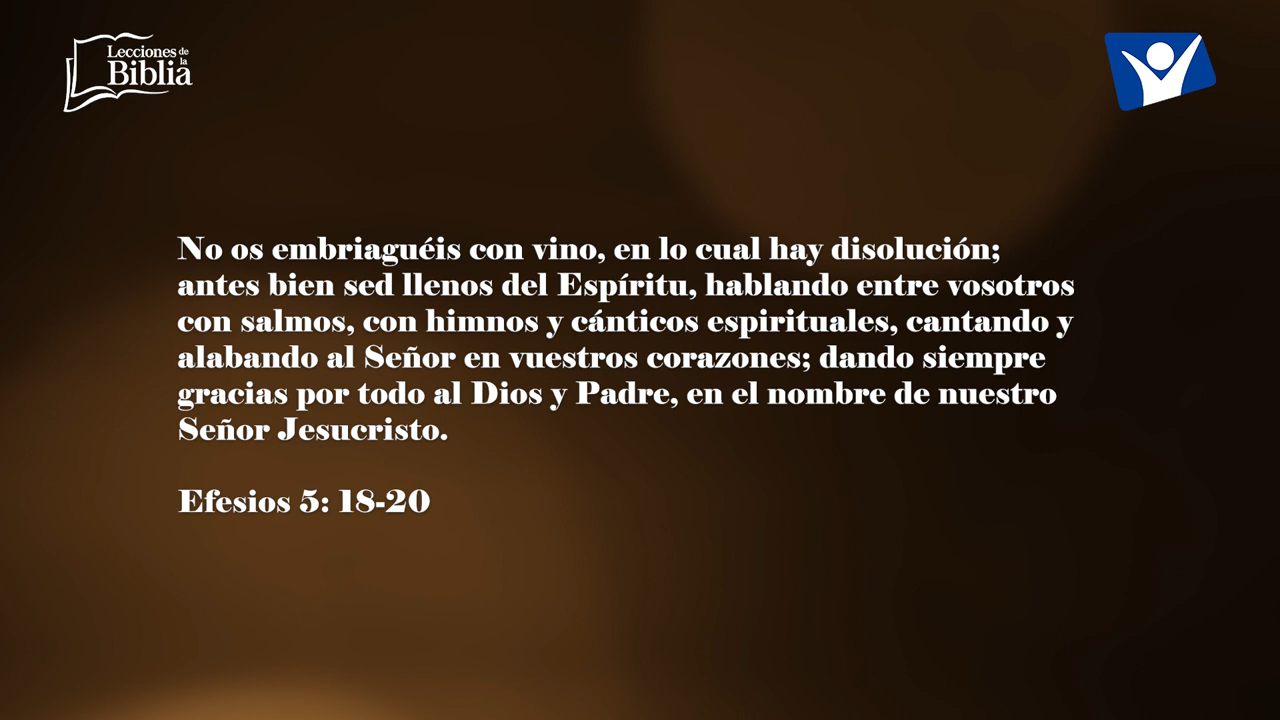 Lecciones de
la
Biblia
No os embriaguéis con vino, en lo cual hay disolución;
antes bien sed llenos del Espíritu, hablando entre vosotros
con salmos, con himnos y cánticos espirituales, cantando y
alabando al Señor en vuestros corazones; dando siempre
gracias por todo al Dios y Padre, en el nombre de nuestro
Señor Jesucristo.
Efesios 5: 18-20